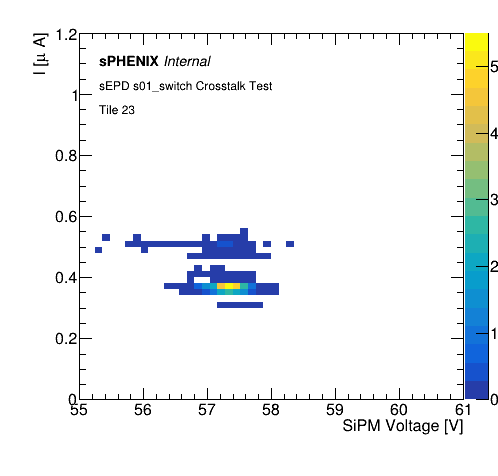 I [μ A]
1.2
1
0.8
0.6
0.4
0.2
0
sPHENIX Internal
sEPD s01_switch Crosstalk Test
Tile 23
5
4
3
2
1
0
55 56 57 58 59 60 61
SiPM Voltage [V]